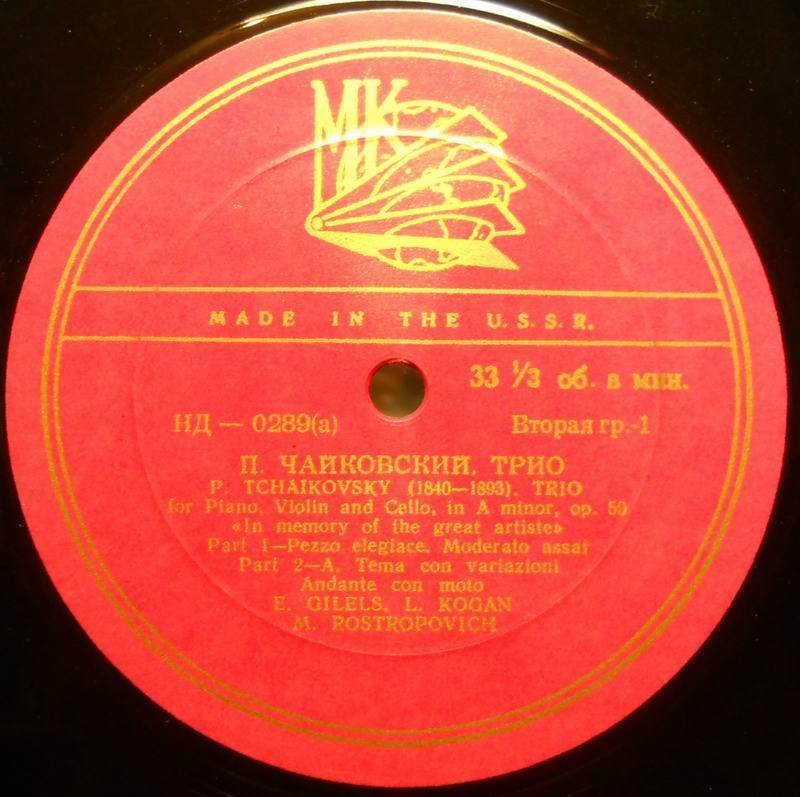 МК
MADE IN THE U.S.S.R.
33 ⅓ об. в мин.
НД — 0289(а)
Вторая гр.-1
П. ЧАЙКОВСКИЙ. ТРИО
P. TCHAIKOVSKY (1840—1893). TRIO
for Piano, Violin and Cello, in A minor, op. 50
«In memory of the great artiste»
Part 1—Pezzo elegiace. Moderato assai
Part 2—A. Tema con variazioni
Andante con moto
E. GILELS, L. KOGAN
M. ROSTROPOVICH